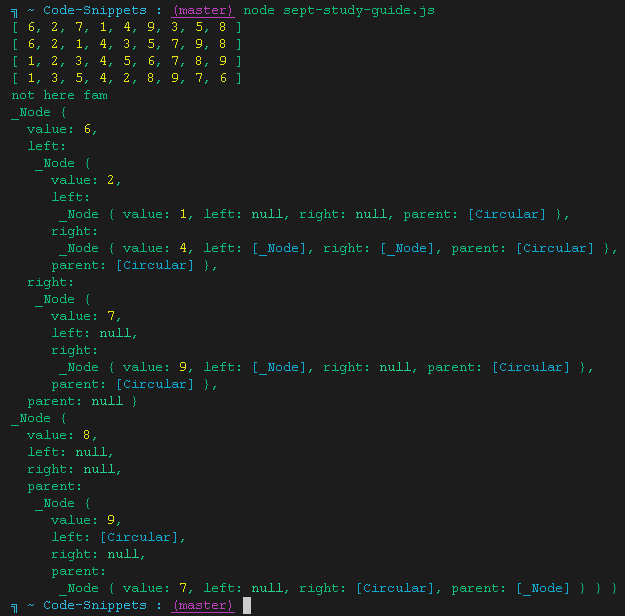 ╗ ~ Code-Snippets : (master) node sept-study-guide.js
[ 6, 2, 7, 1, 4, 9, 3, 5, 8 ]
[ 6, 2, 1, 4, 3, 5, 7, 9, 8 ]
[ 1, 2, 3, 4, 5, 6, 7, 8, 9 ]
[ 1, 3, 5, 4, 2, 8, 9, 7, 6 ]
not here fam
_Node {
  value: 6,
  left:
   _Node {
     value: 2,
     left:
      _Node { value: 1, left: null, right: null, parent: [Circular] },
     right:
      _Node { value: 4, left: [_Node], right: [_Node], parent: [Circular] },
     parent: [Circular] },
  right:
   _Node {
     value: 7,
     left: null,
     right:
      _Node { value: 9, left: [_Node], right: null, parent: [Circular] },
     parent: [Circular] },
  parent: null }
_Node {
  value: 8,
  left: null,
  right: null,
  parent:
   _Node {
     value: 9,
     left: [Circular],
     right: null,
     parent:
      _Node { value: 7, left: null, right: [Circular], parent: [_Node] } } }
╗ ~ Code-Snippets : (master)